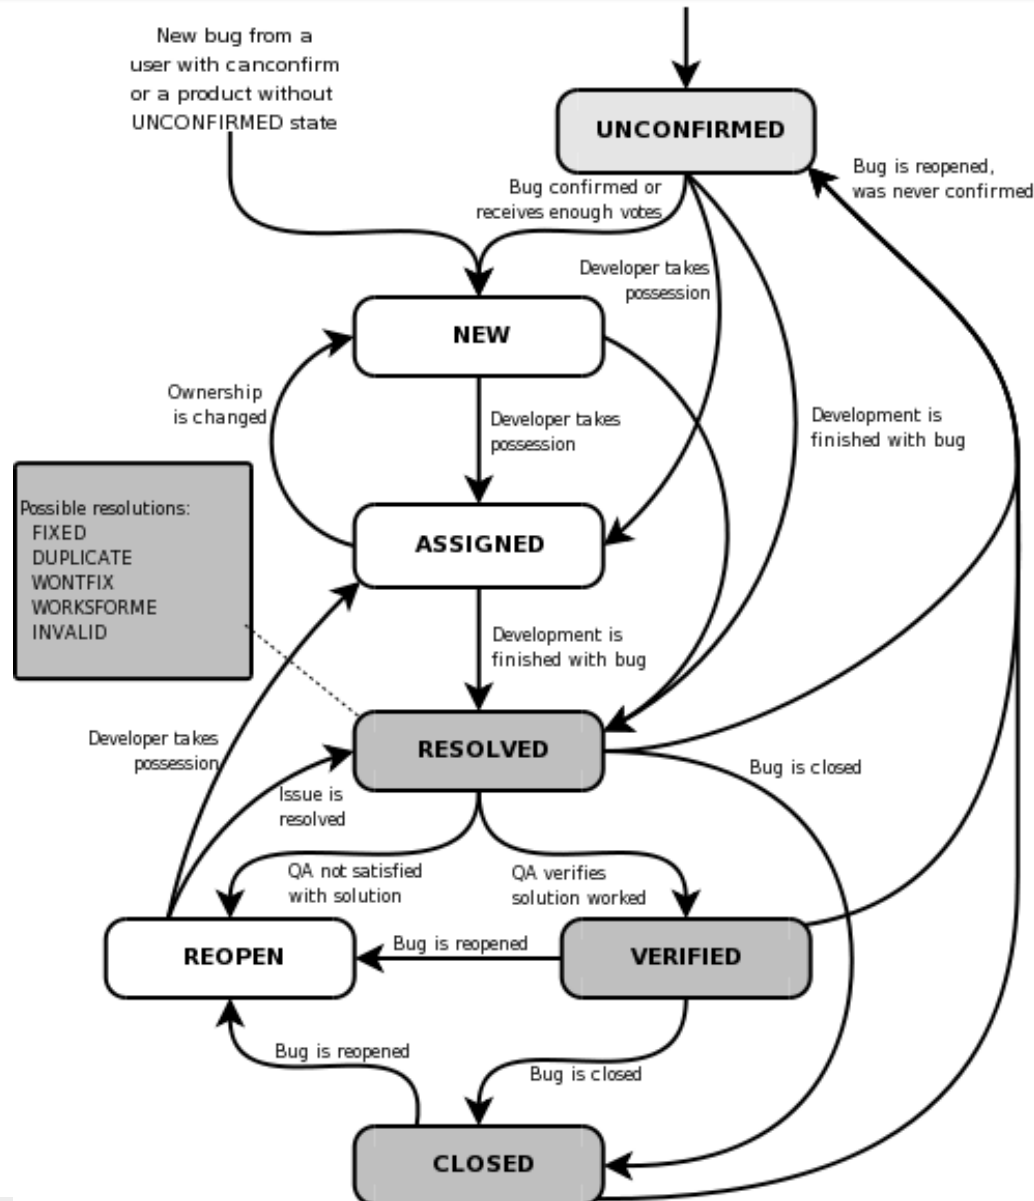 New bug from a
user with canconfirm
or a product without
UNCONFIRMED state
UNCONFIRMED
Bug is reopened,
was never confirmed
Bug confirmed or
receives enough votes
Developer takes
possession
NEW
Ownership
is changed
Developer takes
possession
Development is
finished with bug
Possible resolutions:
FIXED
DUPLICATE
WONTFIX
WORKSFORME
INVALID
ASSIGNED
Development is
finished with bug
Developer takes
possession
RESOLVED
Bug is closed
Issue is
resolved
QA not satisfied
with solution
QA verifies
solution worked
REOPEN
Bug is reopened
VERIFIED
Bug is reopened
Bug is closed
CLOSED